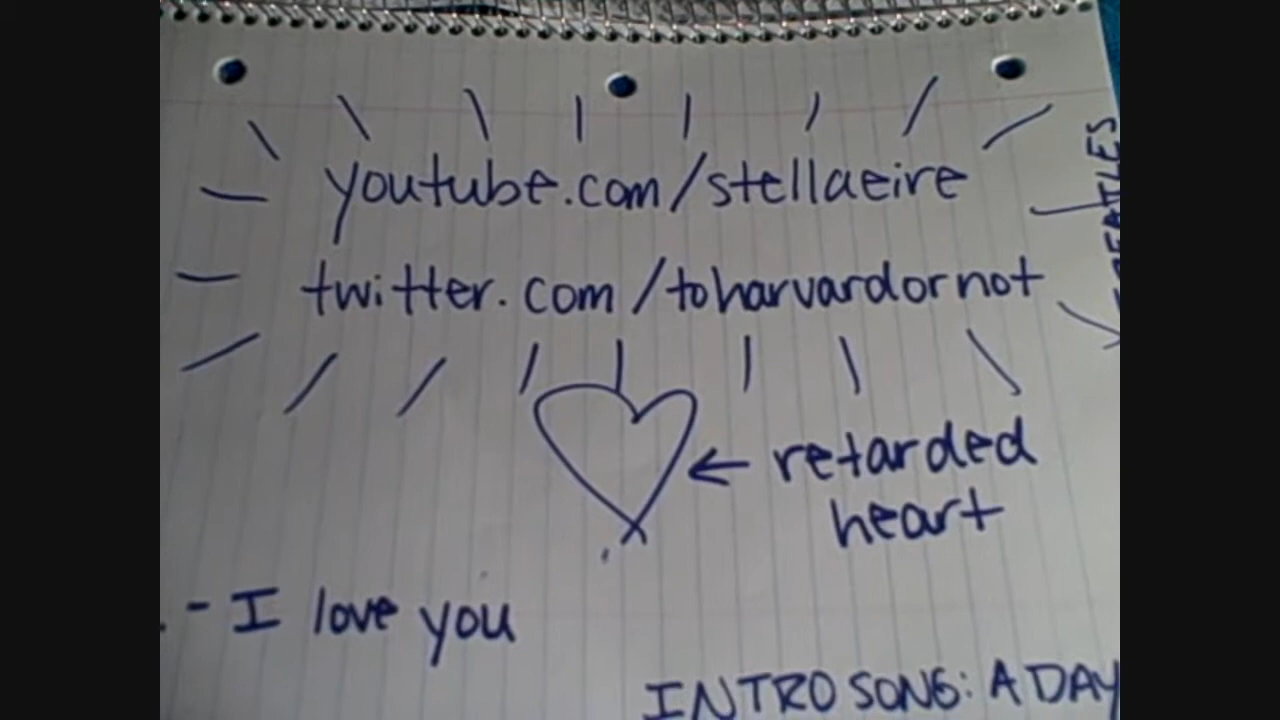 youtube.com/stellaeire
twitter.com/toharvardornot
← retarded
heart
- I love you
INTRO SONG: A DAY